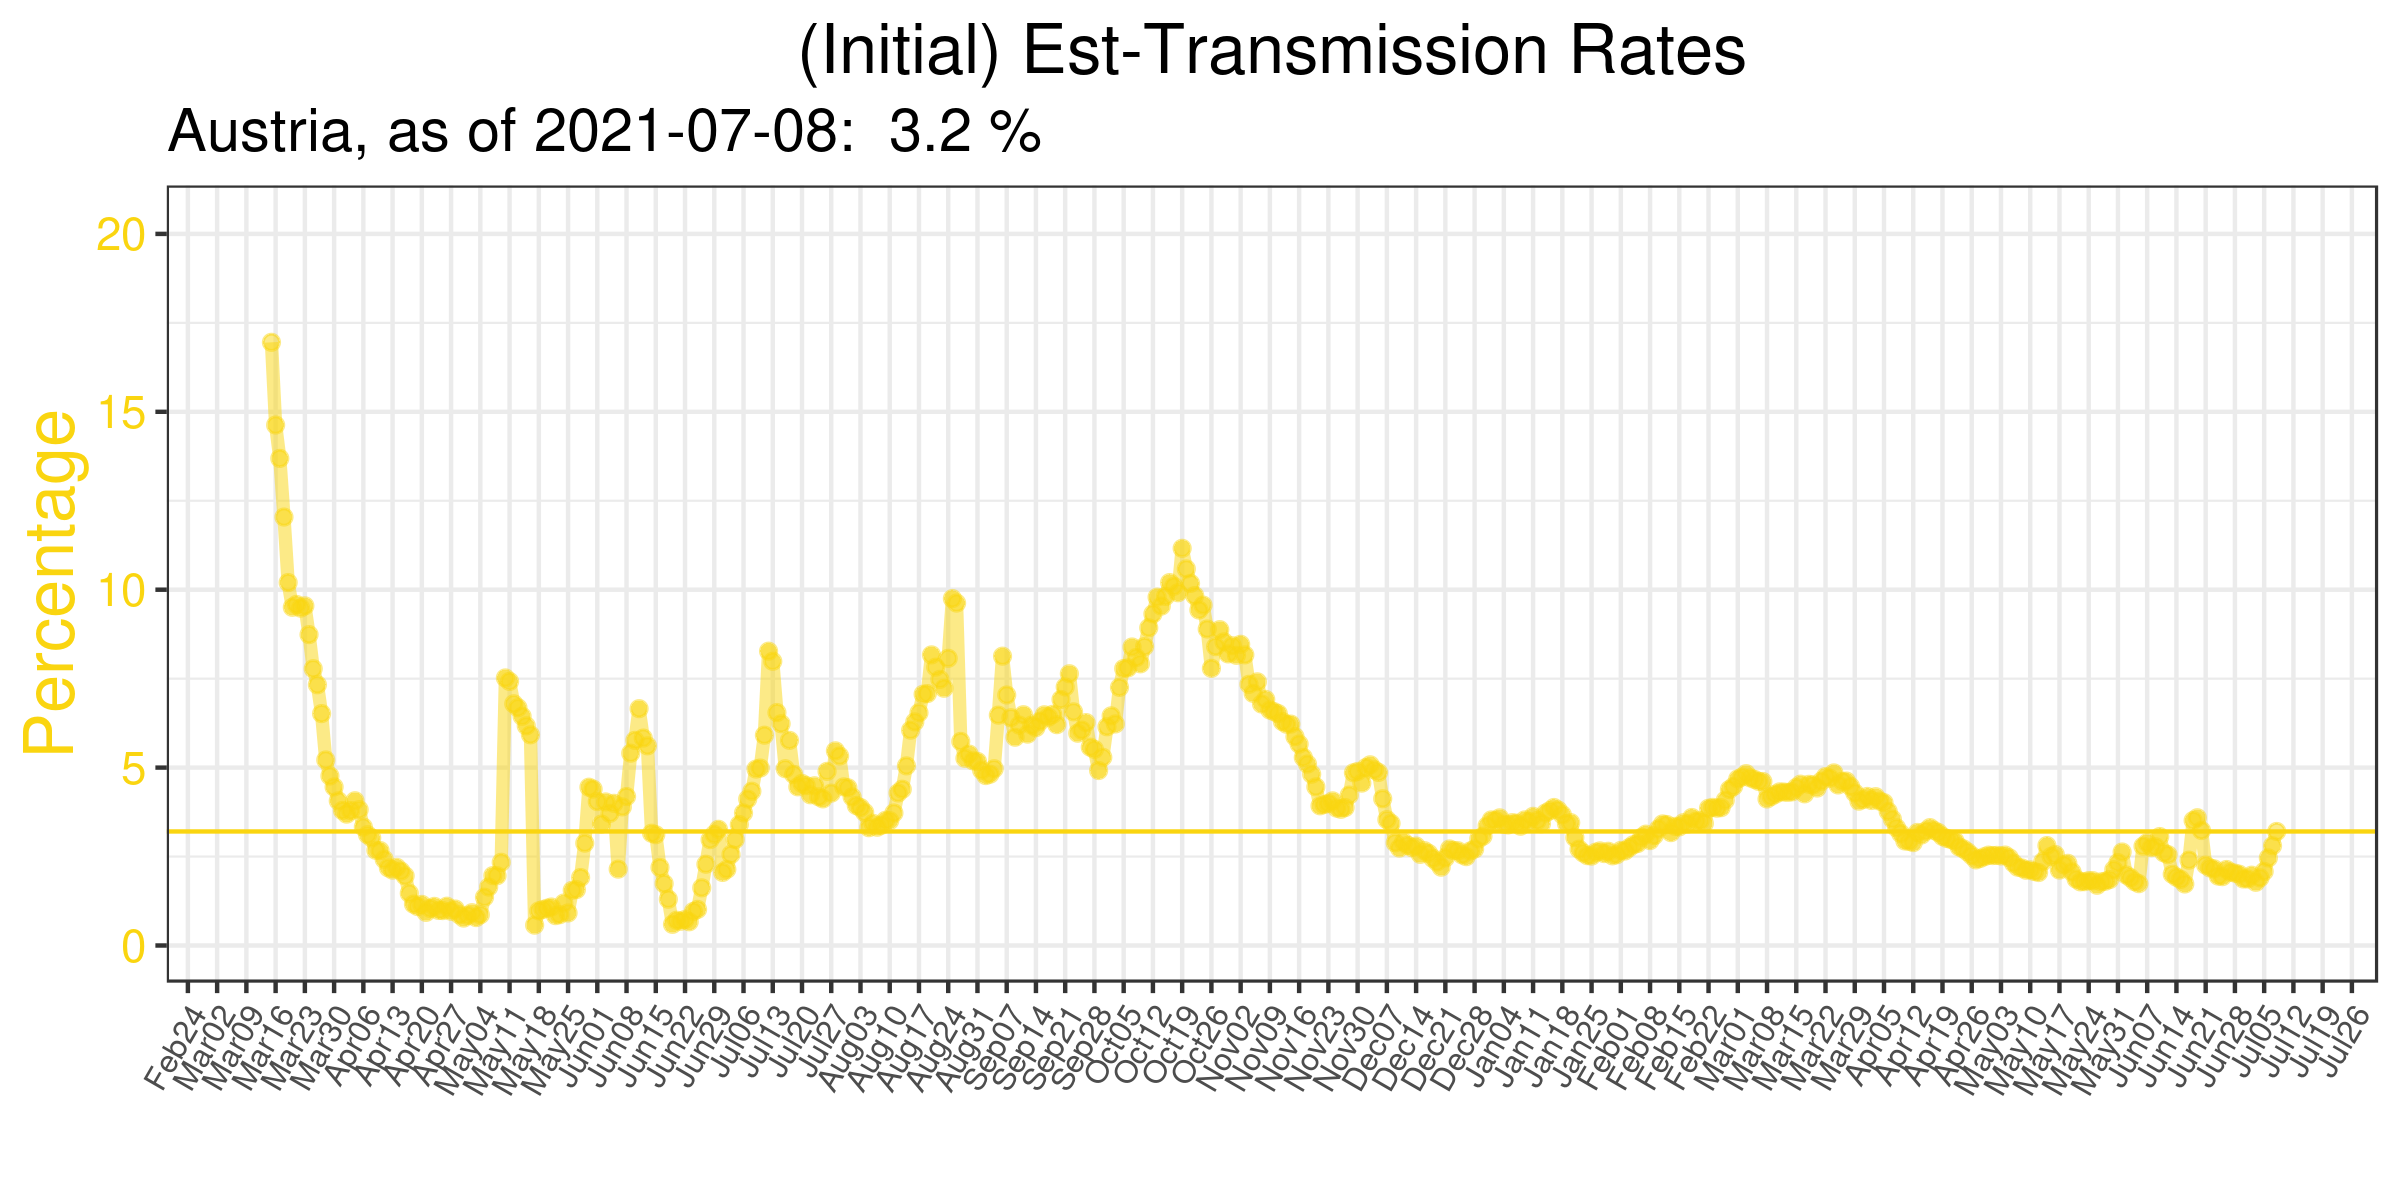 (Initial) Est-Transmission Rates
Austria, as of 2021-07-08:  3.2 %
Percentage
20
15
10
5
0
Feb24
Mar02
Mar09
Mar16
Mar23
Mar30
Apr06
Apr13
Apr20
Apr27
May04
May11
May18
May25
Jun01
Jun08
Jun15
Jun22
Jun29
Jul06
Jul13
Jul20
Jul27
Aug03
Aug10
Aug17
Aug24
Aug31
Sep07
Sep14
Sep21
Sep28
Oct05
Oct12
Oct19
Oct26
Nov02
Nov09
Nov16
Nov23
Nov30
Dec07
Dec14
Dec21
Dec28
Jan04
Jan11
Jan18
Jan25
Feb01
Feb08
Feb15
Feb22
Mar01
Mar08
Mar15
Mar22
Mar29
Apr05
Apr12
Apr19
Apr26
May03
May10
May17
May24
May31
Jun07
Jun14
Jun21
Jun28
Jul05
Jul12
Jul19
Jul26